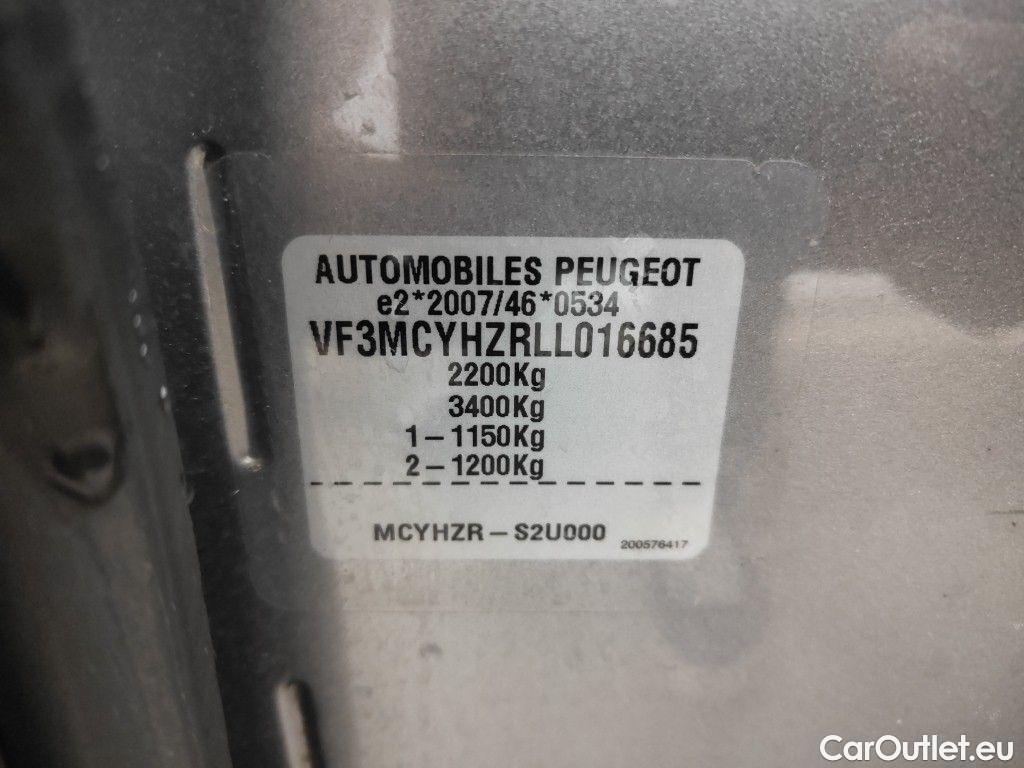 AUTOMOBILES PEUGEOT
e2*2007/46*0534
VF3MCYHZRLL016685
2200Kg
3400Kg
1-1150Kg
2-1200Kg
MCYHZR-S2U000
200576417
CarOutlet.eu